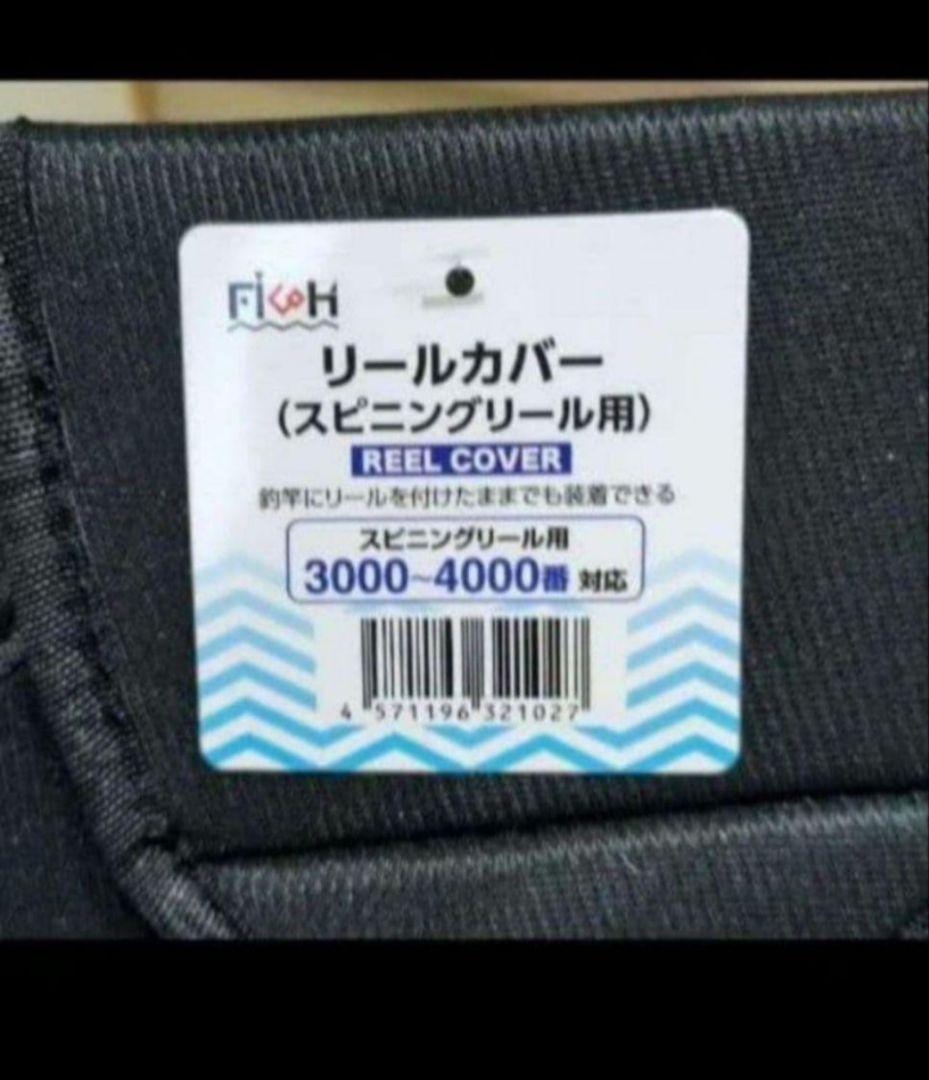 リールカバー
(スピニングリール用)
REEL COVER
釣竿にリールを付けたままでも装着できる
スピニングリール用
3000~4000番 対応
4 571196 321027